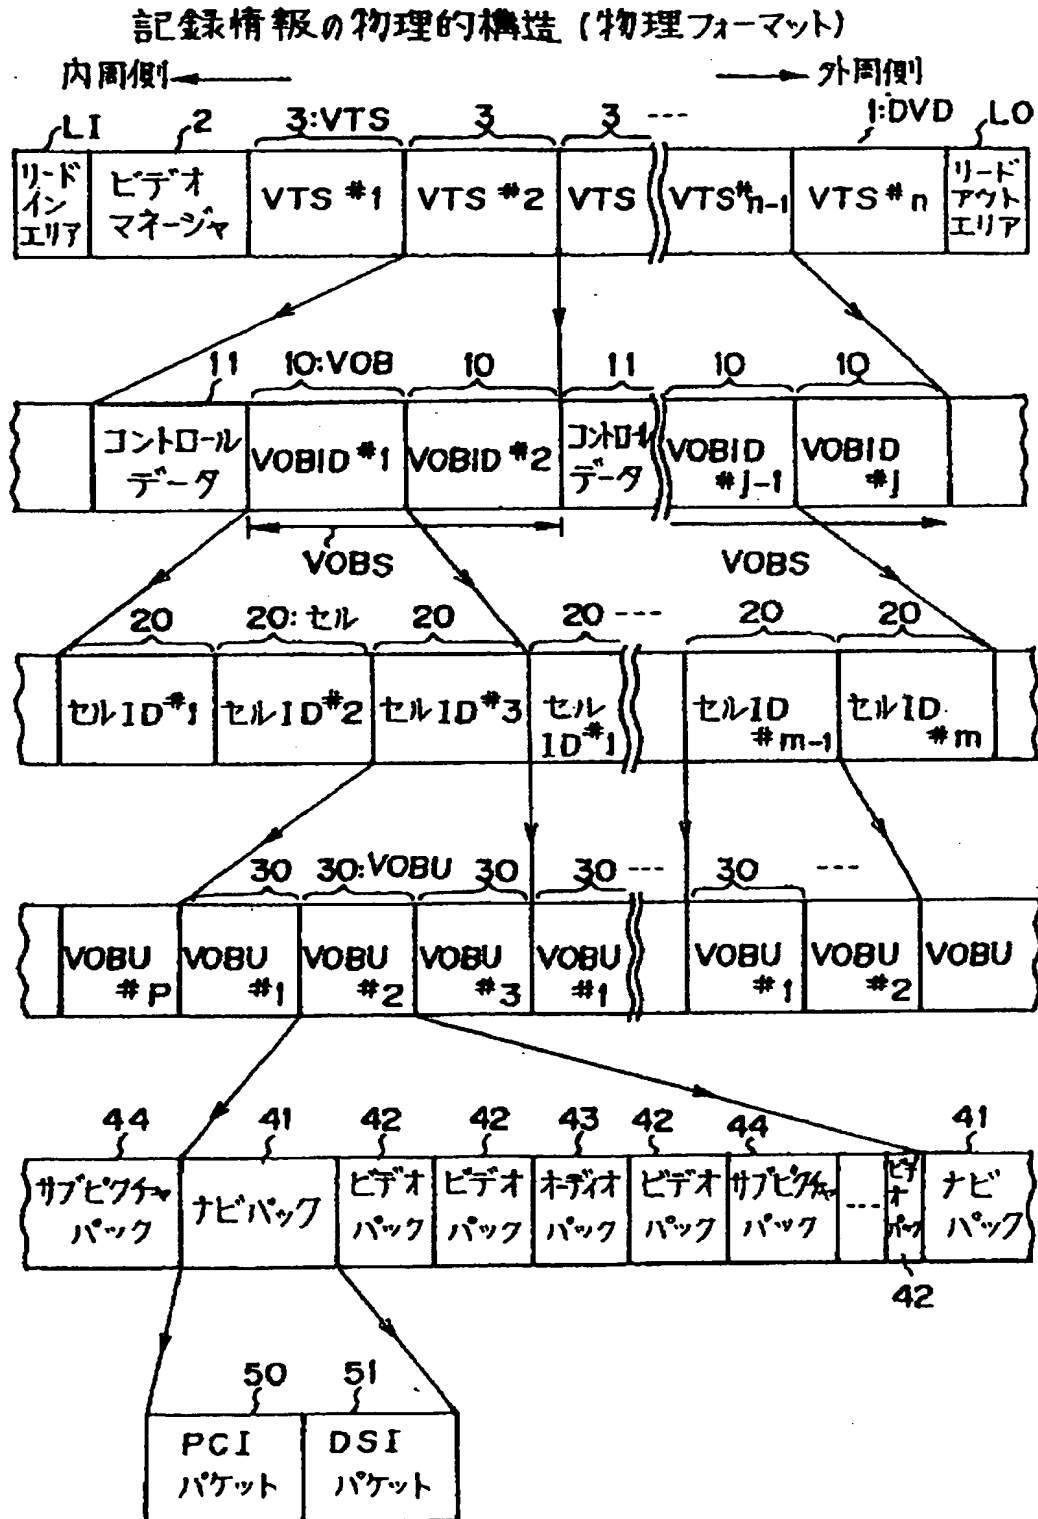 記録情報の物理的構造(物理フォーマット)
内周側 外周側
LI 2 3:VTS 3 3 --- 1:DVD LO
リード
イン
エリア
ビデオ
マネージャ
VTS #1
VTS #2
VTS
VTS#n-1
VTS #n
リード
アウト
エリア
11 10:VOB 10 11 10 10
コントロール
データ
VOBID #1
VOBID #2
コントロール
データ
VOBID
#j-1
VOBID
#j
VOBS VOBS
20 20:セル 20 20 --- 20 20
セルID#1
セルID#2
セルID#3
セル
ID#1
セルID
#m-1
セルID
#m
30 30:VOBU 30 30 --- 30 ---
VOBU
#P
VOBU
#1
VOBU
#2
VOBU
#3
VOBU
#1
VOBU
#1
VOBU
#2
VOBU
44 41 42 42 43 42 44 41
サブピクチャ
パック
ナビパック
ビデオ
パック
ビデオ
パック
オーディオ
パック
ビデオ
パック
サブピクチャ
パック
---
ビデオ
パック
ナビ
パック
42
50 51
PCI
パケット
DSI
パケット